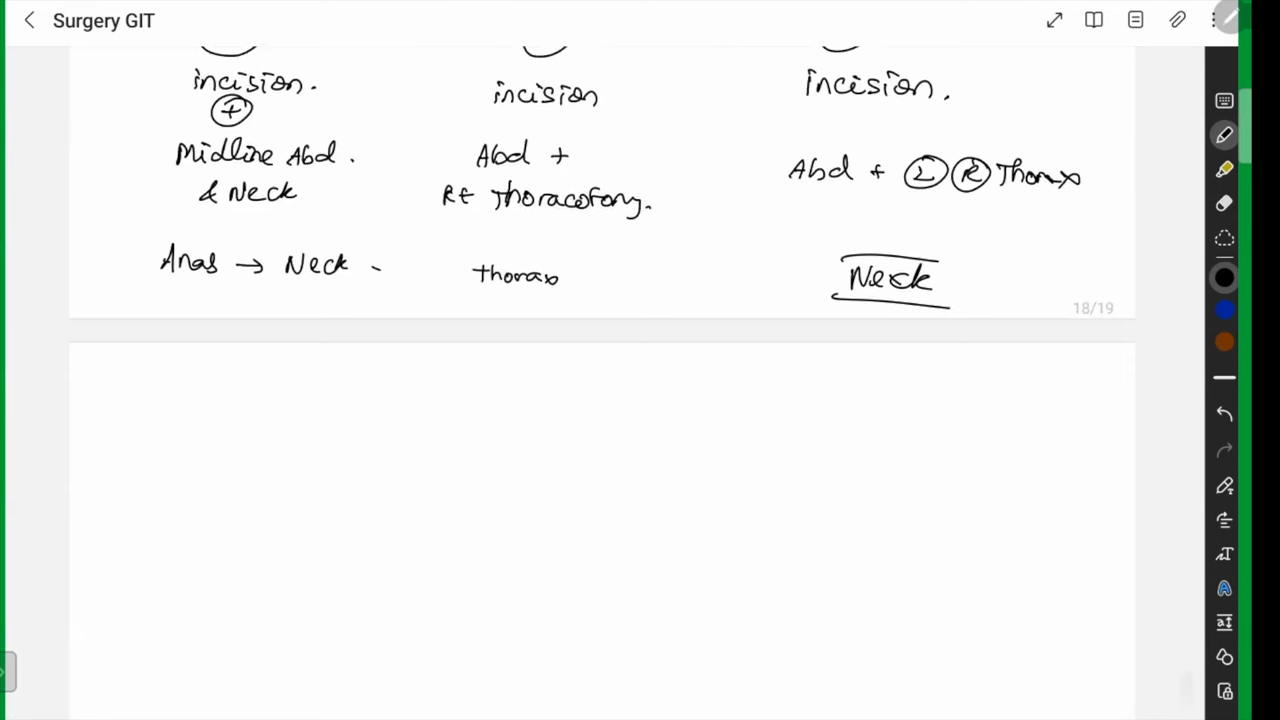 Surgery GIT
incision.
+
Midline Abd.
& Neck
Anas → Neck -
incision
Abd +
Rt Thoracotomy.
thorax
incision.
Abd + Σ R Thorax
Neck
18/19